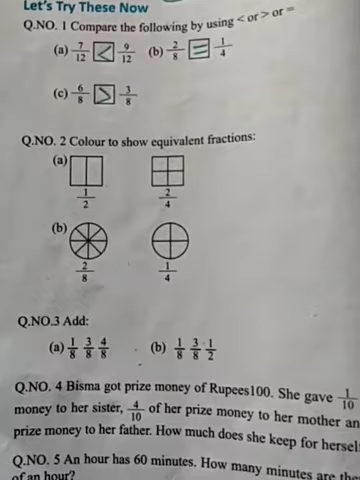 Let's Try These Now
Q.NO. 1 Compare the following by using < or > or =
(a) 7/12 < 9/12 (b) 2/8 = 1/4
(c) 6/8 > 3/8
Q.NO. 2 Colour to show equivalent fractions:
(a)
1/2 2/4
(b)
2/8 1/4
Q.NO.3 Add:
(a) 1/8 3/8 4/8 (b) 1/8 3/8 1/2
Q.NO. 4 Bisma got prize money of Rupees100. She gave 1/10
money to her sister, 4/10 of her prize money to her mother an
prize money to her father. How much does she keep for hersel
Q.NO. 5 An hour has 60 minutes. How many minutes are the
of an hour?